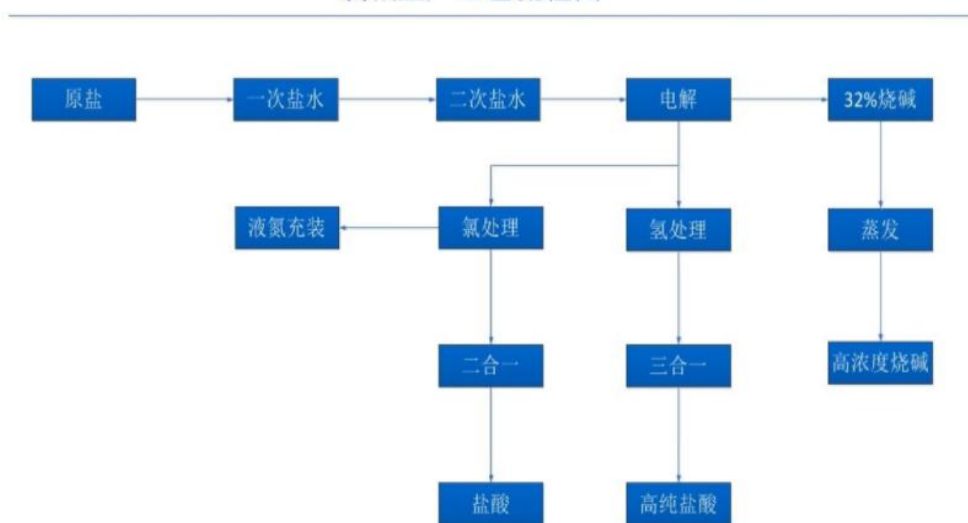 原盐
一次盐水
二次盐水
电解
32%烧碱
液氮充装
氯处理
氢处理
蒸发
二合一
三合一
高浓度烧碱
盐酸
高纯盐酸